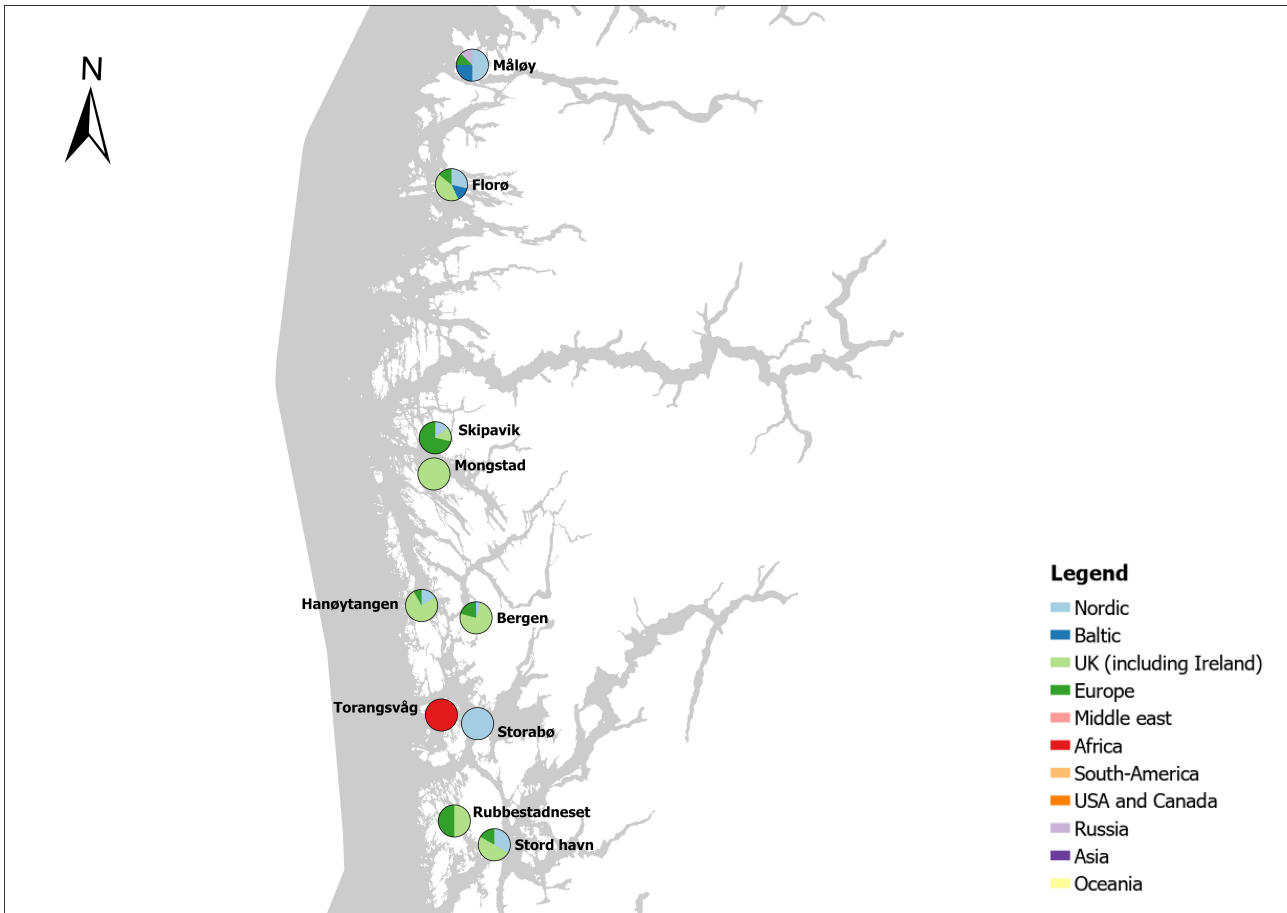 N
Måløy
Florø
Skipavik
Mongstad
Hanøytangen
Bergen
Torangsvåg
Storabø
Rubbestadneset
Stord havn
Legend
Nordic
Baltic
UK (including Ireland)
Europe
Middle east
Africa
South-America
USA and Canada
Russia
Asia
Oceania